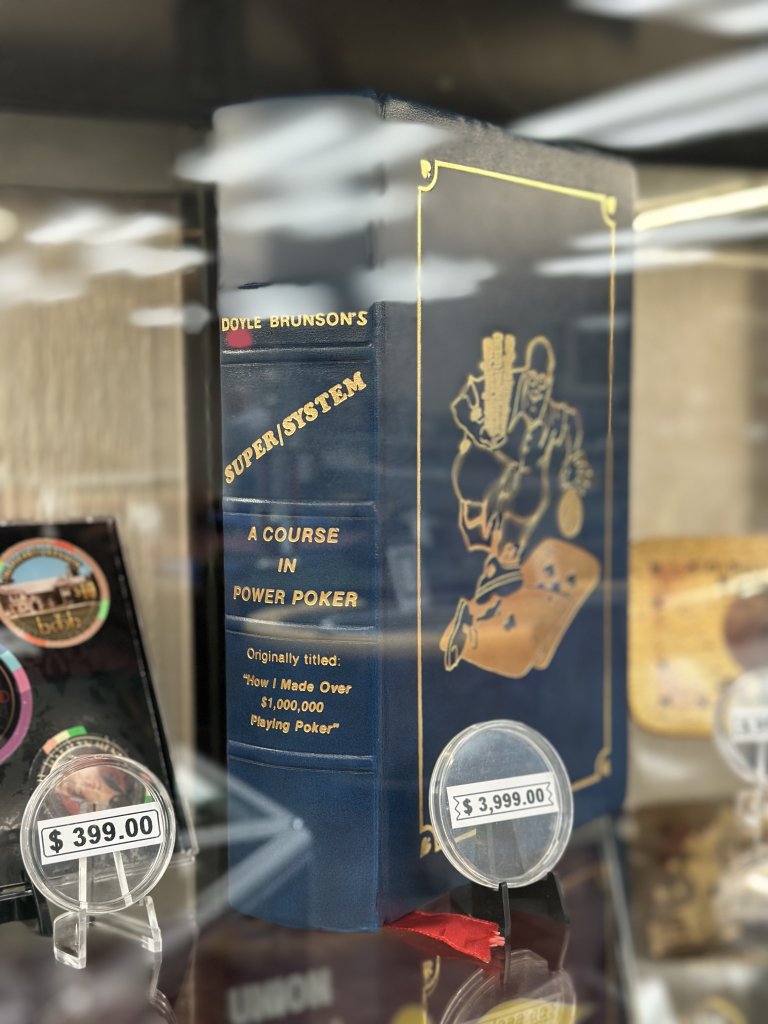 DOYLE BRUNSON'S
SUPER/SYSTEM
A COURSE
IN
POWER POKER
Originally titled:
"How I Made Over
$1,000,000
Playing Poker"
$ 3,999.00
$ 399.00
UNION